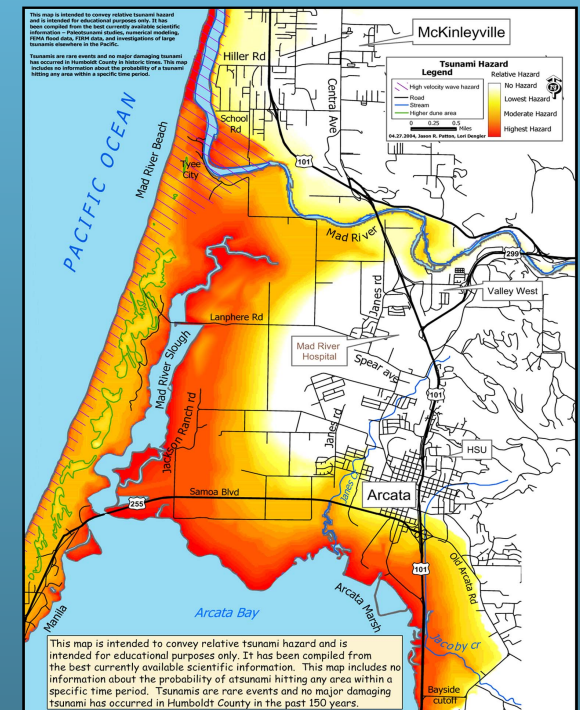 This map is intended to convey relative tsunami hazard
and is intended for educational purposes only. It has
been compiled from the best currently available scientific
information – Paleotsunami studies, numerical modeling,
FEMA flood data, FIRM data, and investigations of large
tsunamis elsewhere in the Pacific.
Tsunamis are rare events and no major damaging tsunami
has occurred in Humboldt County in historic times. This map
includes no information about the probability of a tsunami
hitting any area within a specific time period.
McKinleyville
Hiller Rd
Central Ave
Tsunami Hazard
Legend
Relative Hazard
High velocity wave hazard
Road
Stream
Higher dune area
0 0.25 0.5
Miles
04.27.2004, Jason R. Patton, Lori Dengler
No Hazard
Lowest Hazard
Moderate Hazard
Highest Hazard
PACIFIC OCEAN
Mad River Beach
School
Rd
Tyee
City
101
Mad River
299
Valley West
Janes rd
Lanphere Rd
Mad River
Hospital
Spear ave
Mad River Slough
101
Jackson Ranch rd
Janes rd
HSU
Samoa Blvd
255
Janes Cr
Arcata
Old Arcata Rd
101
Manila
Arcata Bay
Arcata Marsh
Jacoby cr
Bayside
cutoff
This map is intended to convey relative tsunami hazard and is
intended for educational purposes only. It has been compiled from
the best currently available scientific information. This map includes no
information about the probability of atsunami hitting any area within a
specific time period. Tsunamis are rare events and no major damaging
tsunami has occurred in Humboldt County in the past 150 years.